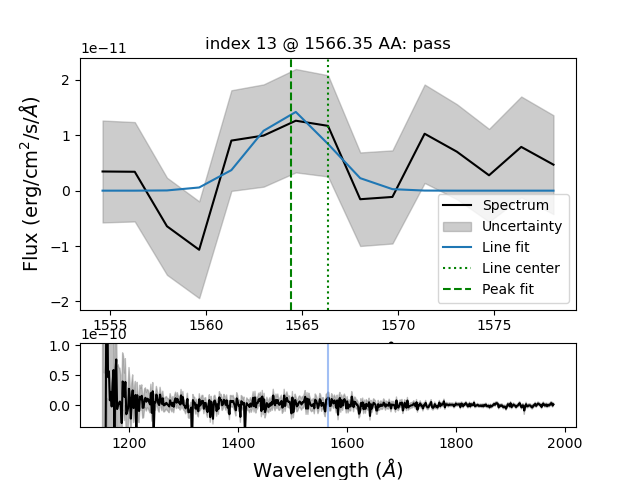 index 13 @ 1566.35 AA: pass
1e−11
2
1
0
−1
−2
Flux (erg/cm²/s/Å)
Spectrum
Uncertainty
Line fit
Line center
Peak fit
1555 1560 1565 1570 1575
1e−10
1.0
0.5
0.0
1200 1400 1600 1800 2000
Wavelength (Å)